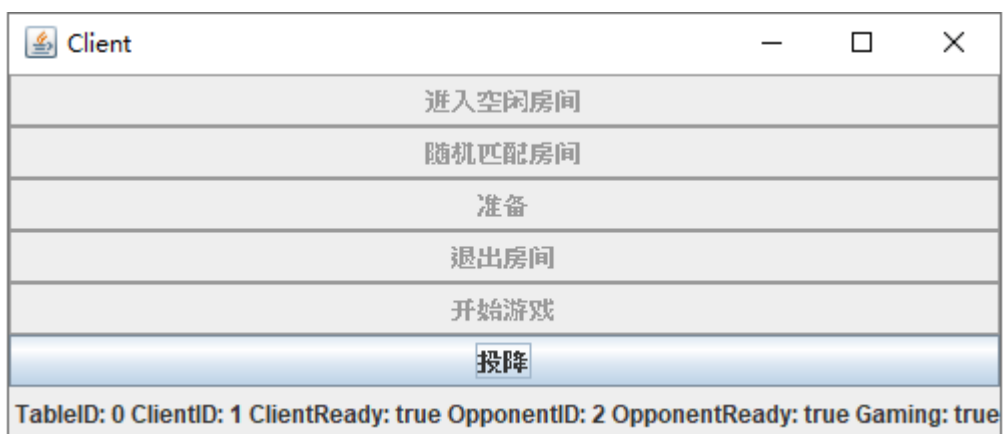 Client
进入空闲房间
随机匹配房间
准备
退出房间
开始游戏
投降
TableID: 0 ClientID: 1 ClientReady: true OpponentID: 2 OpponentReady: true Gaming: true